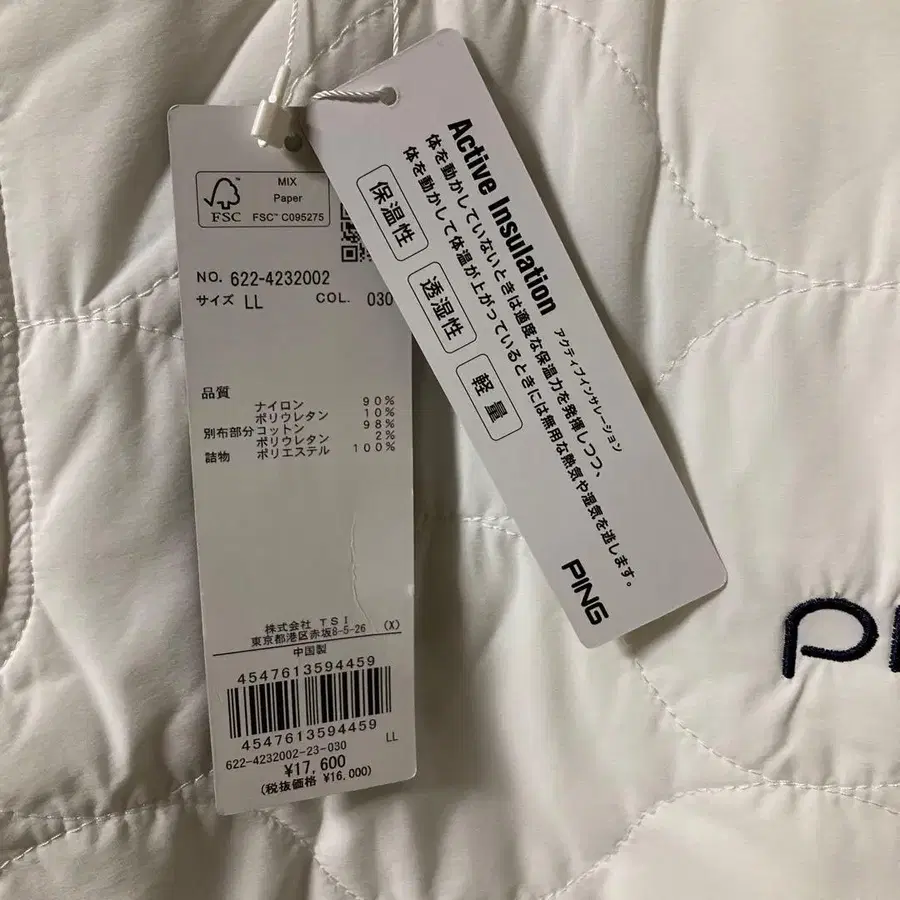 FSC™
MIX
Paper
FSC™ C095275
NO. 622-4232002
サイズ LL COL. 030
品質
ナイロン 90%
ポリウレタン 10%
別布部分 コットン 98%
ポリウレタン 2%
詰物 ポリエステル 100%
株式会社 TSI
東京都港区赤坂8-5-26 (X)
中国製
4547613594459
4547613594459
622-4232002-23-030 LL
¥17,600
(税抜価格 ¥16,000)
Active Insulation
アクティブインサレーション
体を動かしていないときは適度な保温力を発揮しつつ、
体を動かして体温が上がっているときには無用な熱気や湿気を逃します。
保温性
透湿性
軽量
PING
PI